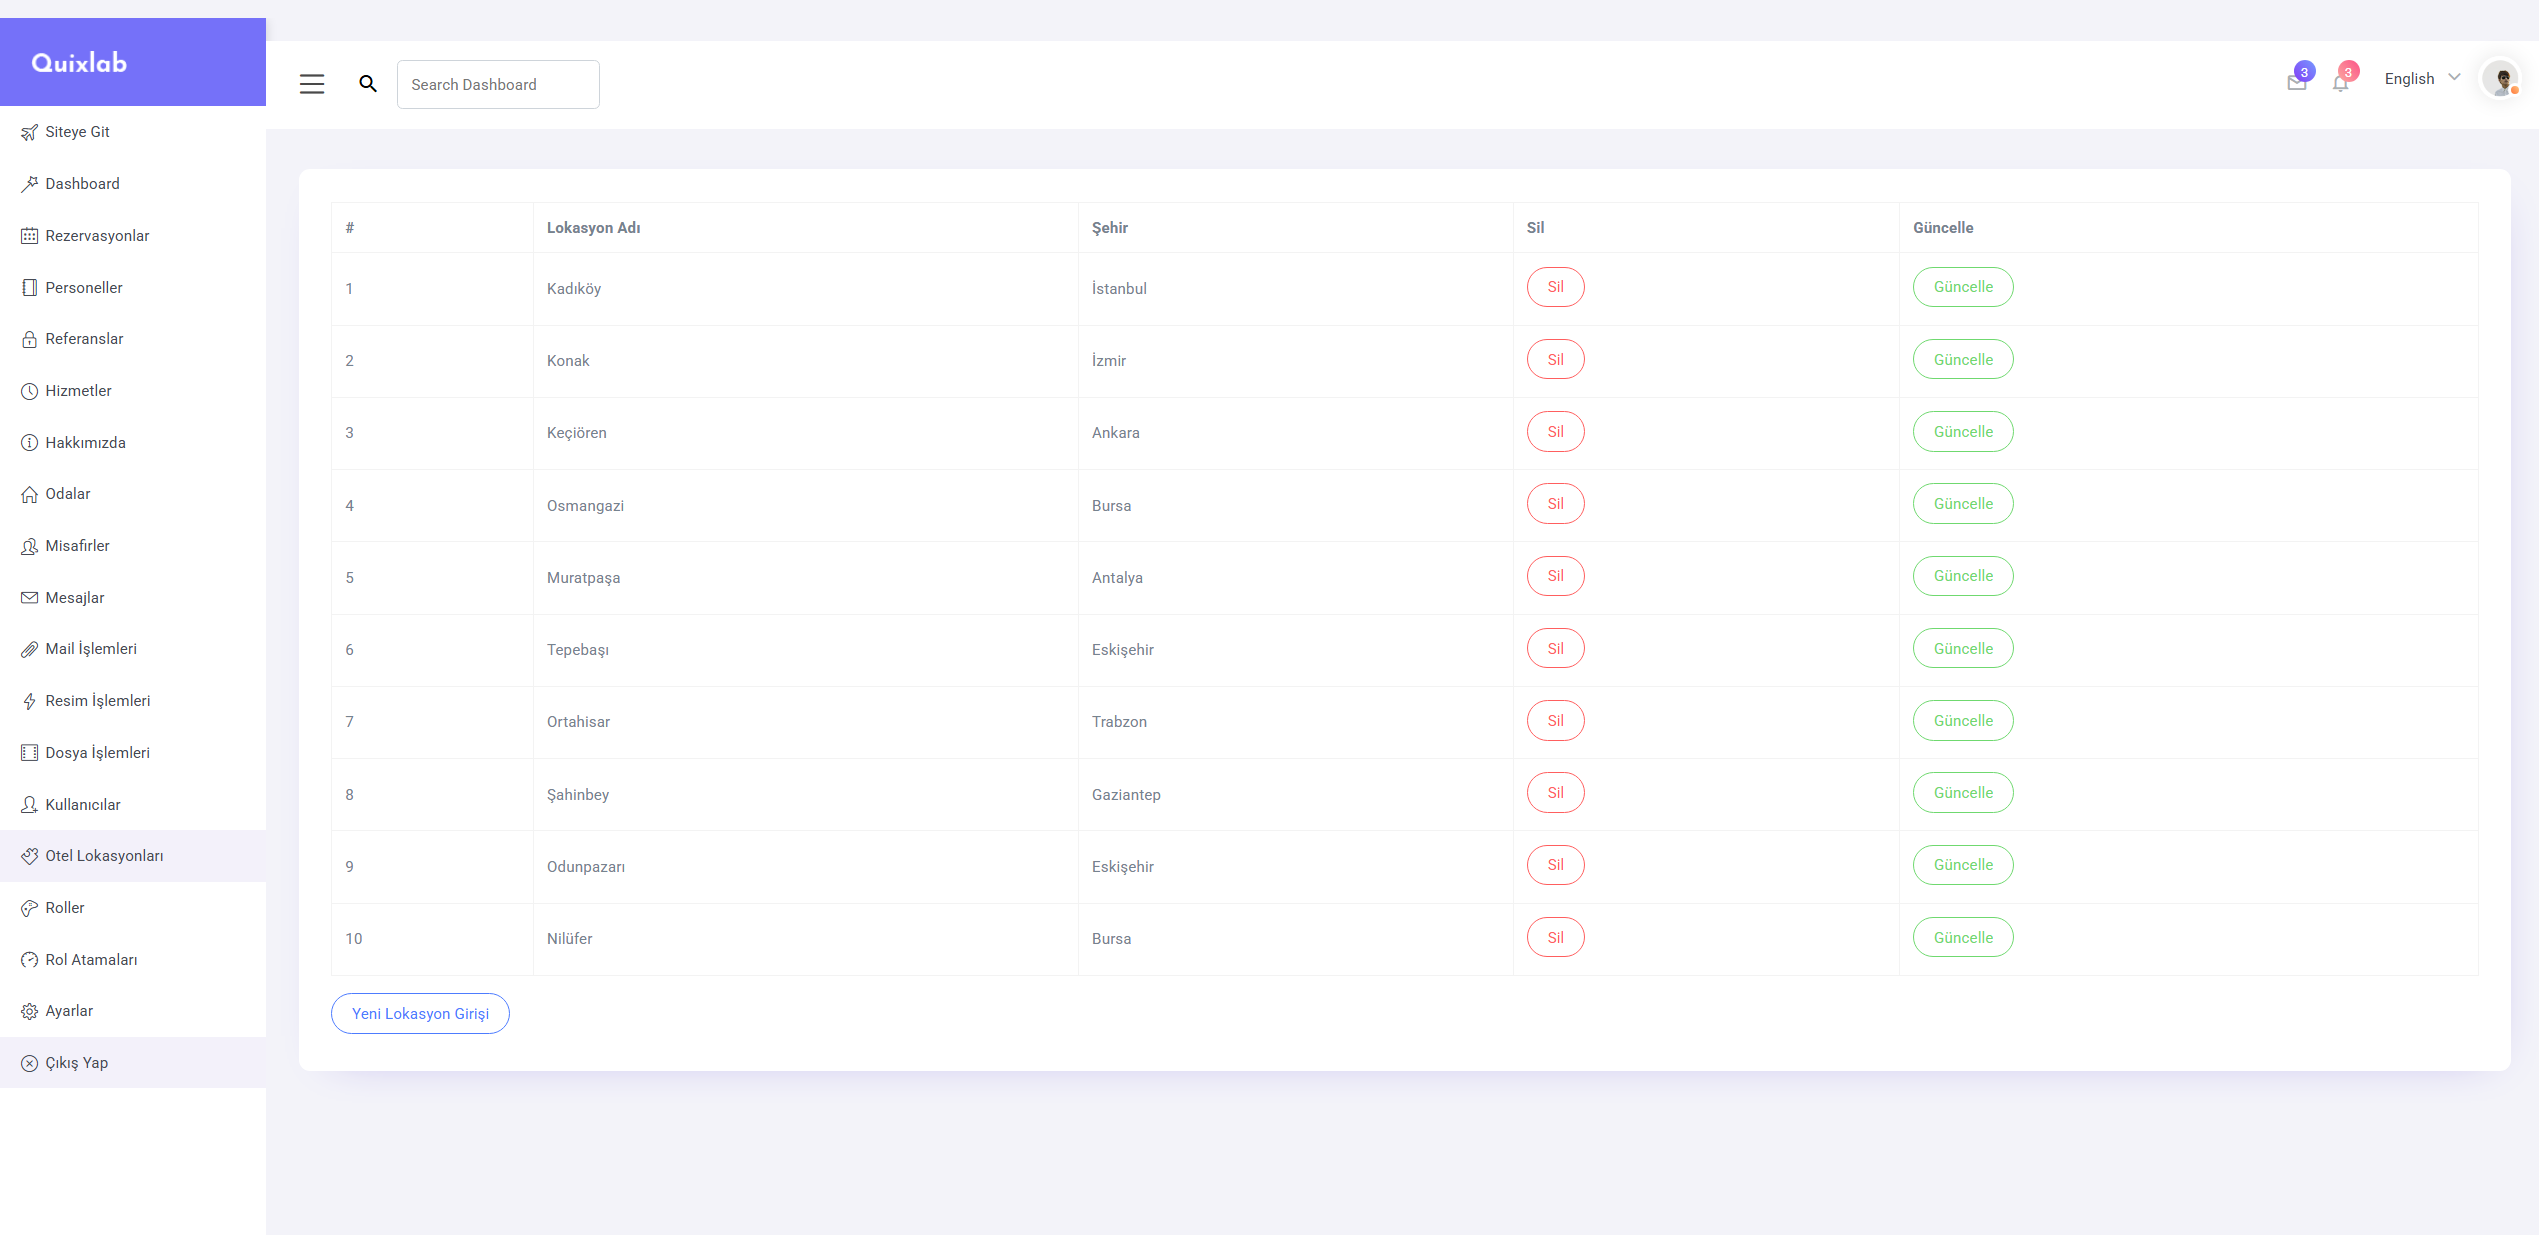 Quixlab
Search Dashboard
3
3
English
Siteye Git
Dashboard
Rezervasyonlar
Personeller
Referanslar
Hizmetler
Hakkımızda
Odalar
Misafirler
Mesajlar
Mail İşlemleri
Resim İşlemleri
Dosya İşlemleri
Kullanıcılar
Otel Lokasyonları
Roller
Rol Atamaları
Ayarlar
Çıkış Yap
# Lokasyon Adı Şehir Sil Güncelle
1 Kadıköy İstanbul Sil Güncelle
2 Konak İzmir Sil Güncelle
3 Keçiören Ankara Sil Güncelle
4 Osmangazi Bursa Sil Güncelle
5 Muratpaşa Antalya Sil Güncelle
6 Tepebaşı Eskişehir Sil Güncelle
7 Ortahisar Trabzon Sil Güncelle
8 Şahinbey Gaziantep Sil Güncelle
9 Odunpazarı Eskişehir Sil Güncelle
10 Nilüfer Bursa Sil Güncelle
Yeni Lokasyon Girişi